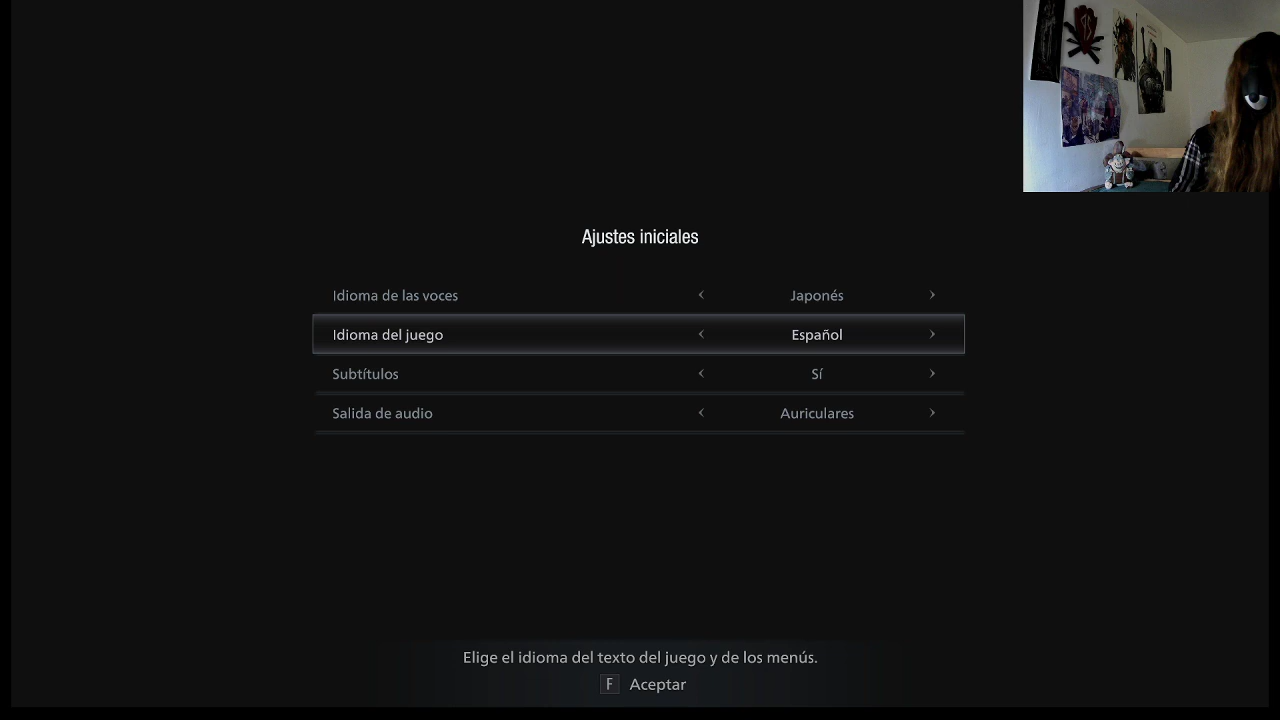 Ajustes iniciales
Idioma de las voces Japonés
Idioma del juego Español
Subtítulos Sí
Salida de audio Auriculares
Elige el idioma del texto del juego y de los menús.
F Aceptar